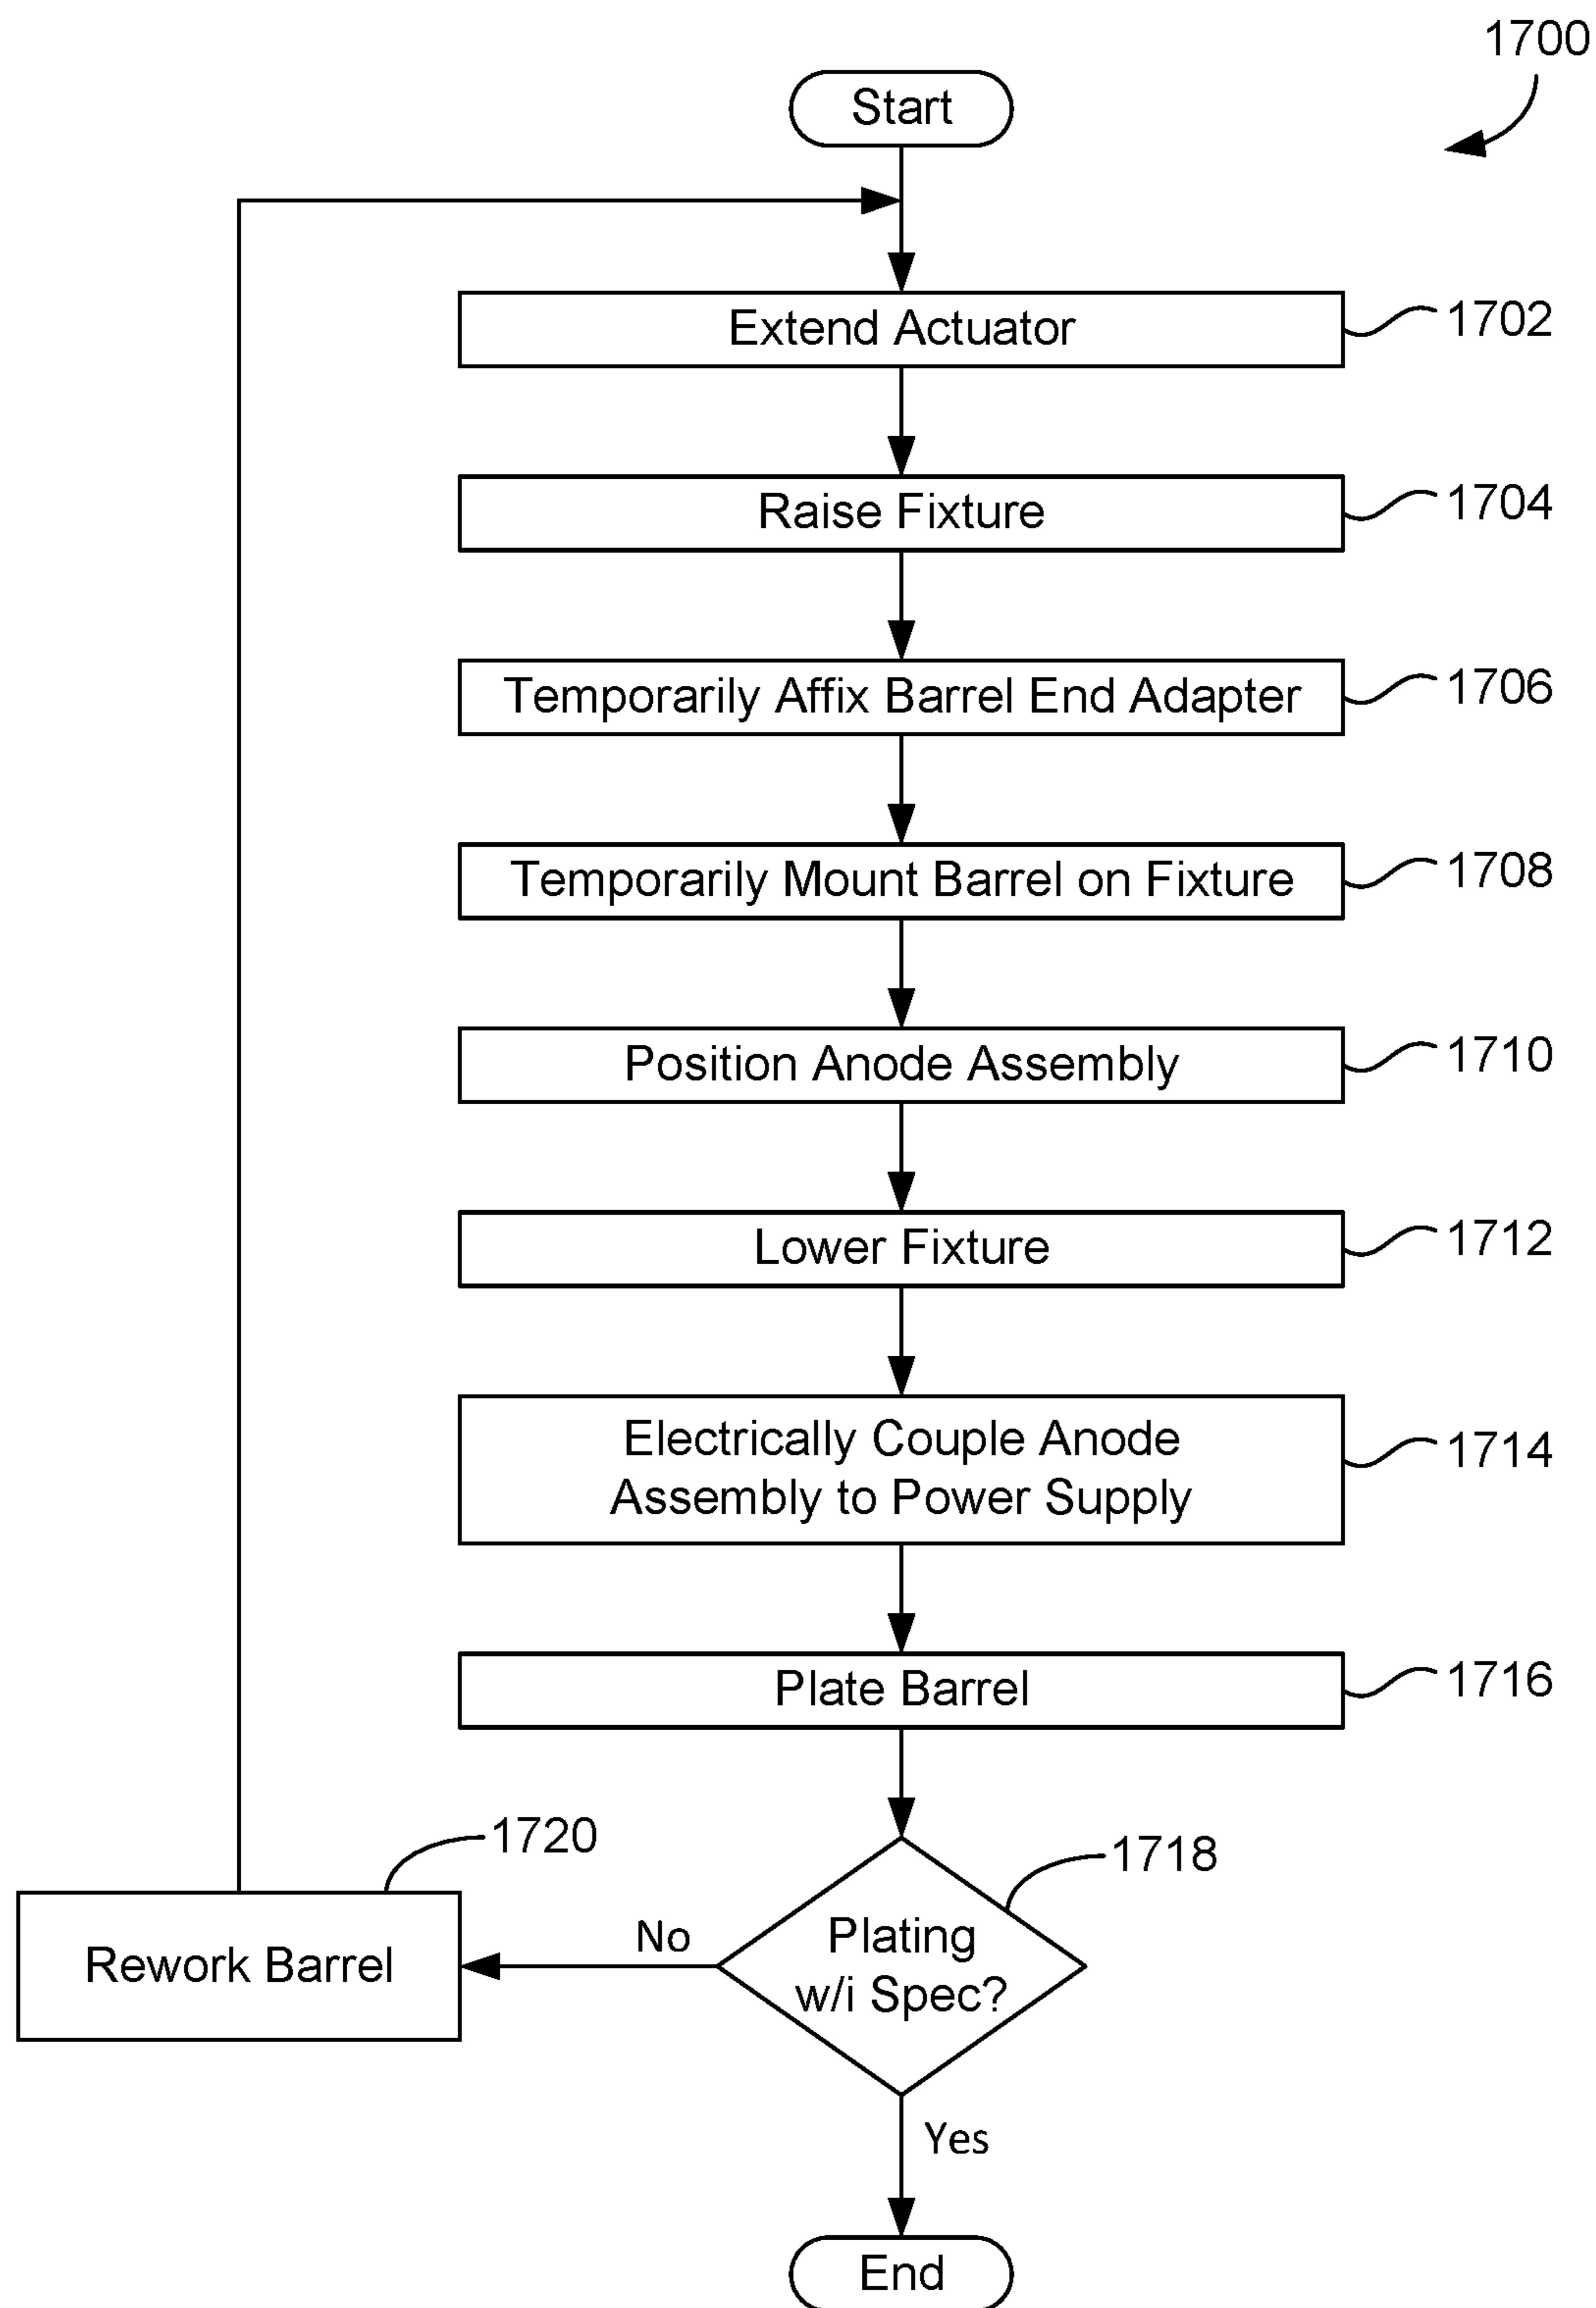 1700
Start
Extend Actuator
1702
Raise Fixture
1704
Temporarily Affix Barrel End Adapter
1706
Temporarily Mount Barrel on Fixture
1708
Position Anode Assembly
1710
Lower Fixture
1712
Electrically Couple Anode
Assembly to Power Supply
1714
Plate Barrel
1716
1720
1718
Rework Barrel
No
Plating
w/i Spec?
Yes
End